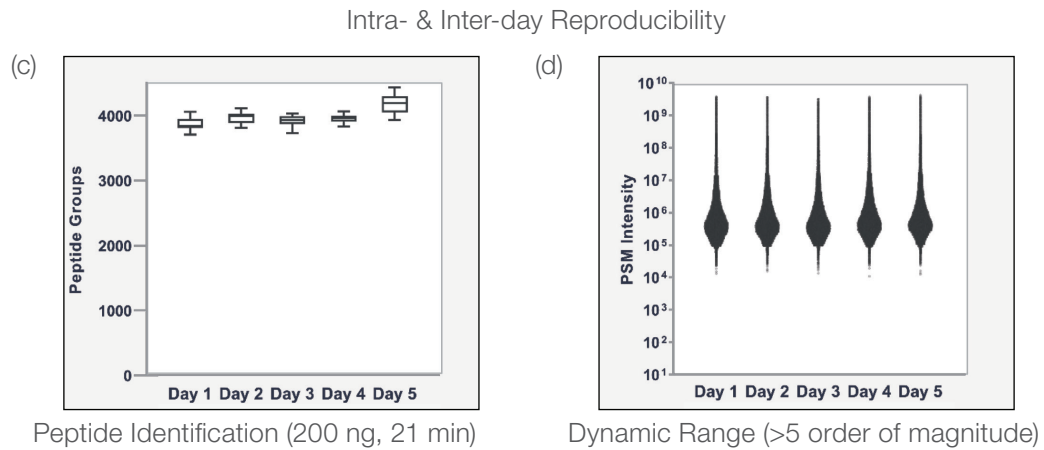 Intra- & Inter-day Reproducibility
(c)
Peptide Groups
4000
3000
2000
1000
0
Day 1 Day 2 Day 3 Day 4 Day 5
Peptide Identification (200 ng, 21 min)
(d)
PSM Intensity
10¹⁰
10⁹
10⁸
10⁷
10⁶
10⁵
10⁴
10³
10²
10¹
Day 1 Day 2 Day 3 Day 4 Day 5
Dynamic Range (>5 order of magnitude)